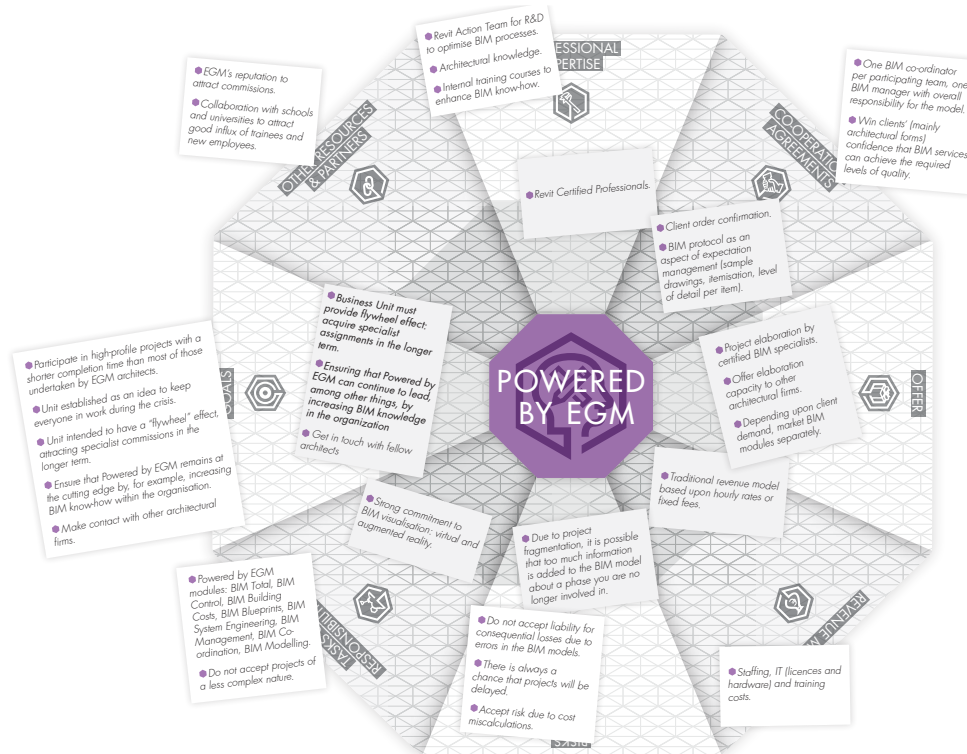 Revit Action Team for R&D
to optimise BIM processes.
Architectural knowledge.
Internal training courses to
enhance BIM know-how.
ESSIONAL
PERTISE
EGM's reputation to
attract commissions.
Collaboration with schools
and universities to attract
good influx of trainees and
new employees.
OTHER RESOURCES
& PARTNERS
One BIM co-ordinator
per participating team, one
BIM manager with overall
responsibility for the model.
Win clients' (mainly
architectural forms)
confidence that BIM services
can achieve the required
levels of quality.
CO-OPERATIO
AGREEMENTS
Revit Certified Professionals.
Client order confirmation.
BIM protocol as an
aspect of expectation
management (sample
drawings, itemisation, level
of detail per item).
Business Unit must
provide flywheel effect:
acquire specialist
assignments in the longer
term.
Ensuring that Powered by
EGM can continue to lead,
among other things, by
increasing BIM knowledge
in the organization
Get in touch with fellow
architects
POWERED
BY EGM
Project elaboration by
certified BIM specialists.
Offer elaboration
capacity to other
architectural firms.
Depending upon client
demand, market BIM
modules separately.
OFFER
Participate in high-profile projects with a
shorter completion time than most of those
undertaken by EGM architects.
Unit established as an idea to keep
everyone in work during the crisis.
Unit intended to have a "flywheel" effect,
attracting specialist commissions in the
longer term.
Ensure that Powered by EGM remains at
the cutting edge by, for example, increasing
BIM know-how within the organisation.
Make contact with other architectural
firms.
GOALS
Traditional revenue model
based upon hourly rates or
fixed fees.
Strong commitment to
BIM visualisation: virtual and
augmented reality.
Due to project
fragmentation, it is possible
that too much information
is added to the BIM model
about a phase you are no
longer involved in.
Powered by EGM
modules: BIM Total, BIM
Control, BIM Building
Costs, BIM Blueprints, BIM
System Engineering, BIM
Management, BIM Co-
ordination, BIM Modelling.
Do not accept projects of
a less complex nature.
TASKS
RESPONSIBI
Do not accept liability for
consequential losses due to
errors in the BIM models.
There is always a
chance that projects will be
delayed.
Accept risk due to cost
miscalculations.
RISKS
REVENUE M
Staffing, IT (licences and
hardware) and training
costs.